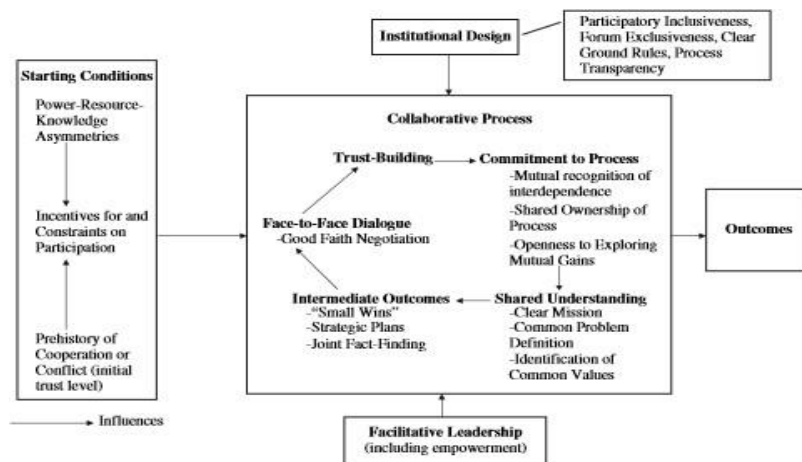 Institutional Design
Participatory Inclusiveness,
Forum Exclusiveness, Clear
Ground Rules, Process
Transparency
Starting Conditions
Power-Resource-
Knowledge
Asymmetries
Incentives for and
Constraints on
Participation
Prehistory of
Cooperation or
Conflict (initial
trust level)
Influences
Collaborative Process
Trust-Building
Commitment to Process
-Mutual recognition of
interdependence
-Shared Ownership of
Process
-Openness to Exploring
Mutual Gains
Face-to-Face Dialogue
-Good Faith Negotiation
Intermediate Outcomes
-“Small Wins”
-Strategic Plans
-Joint Fact-Finding
Shared Understanding
-Clear Mission
-Common Problem
Definition
-Identification of
Common Values
Outcomes
Facilitative Leadership
(including empowerment)